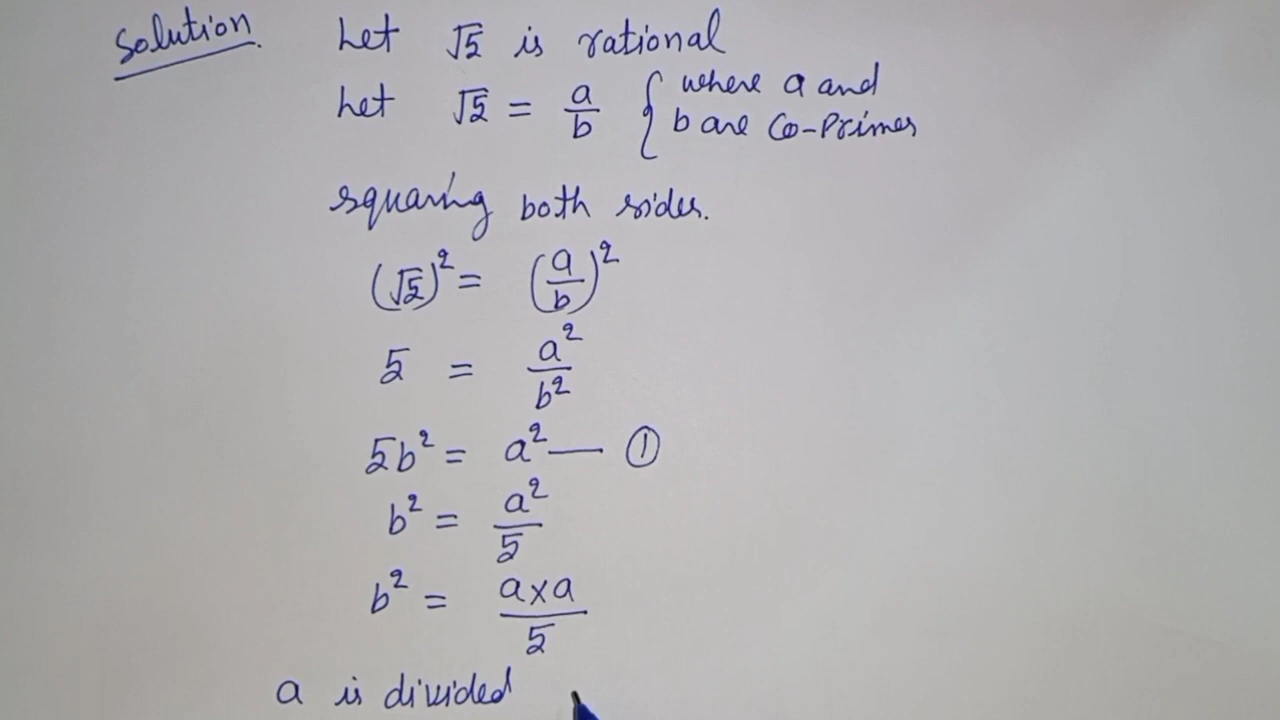 Solution. Let √5 is rational
Let √5 = a/b { where a and b are Co-Primes
squaring both sides.
(√5)² = (a/b)²
5 = a²/b²
5b² = a² — ①
b² = a²/5
b² = a×a/5
a is divided